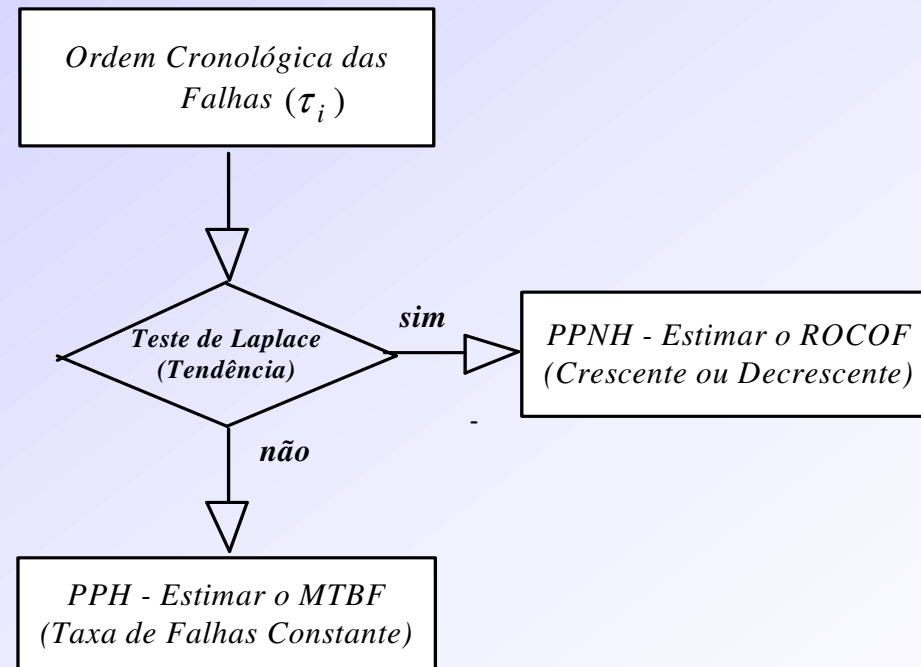 Ordem Cronológica das
Falhas (τ_i)
Teste de Laplace
(Tendência)
sim
PPNH - Estimar o ROCOF
(Crescente ou Decrescente)
-
não
PPH - Estimar o MTBF
(Taxa de Falhas Constante)